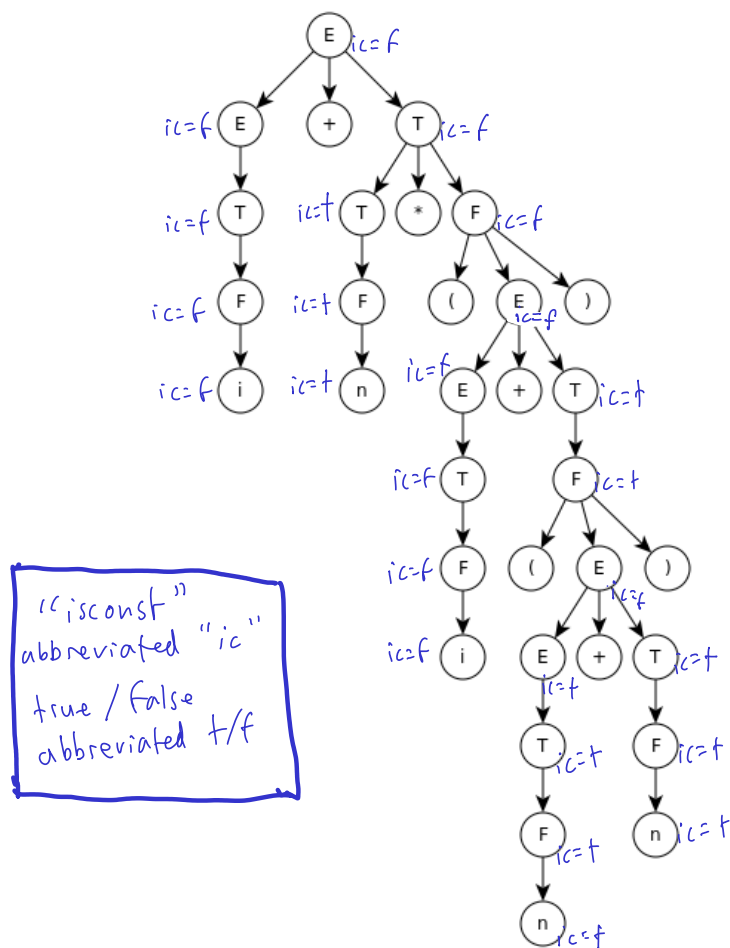 E ic=f
ic=f E + T ic=f
ic=f T ic=t T * F ic=f
ic=f F ic=t F ( E ic=f )
ic=f i ic=t n ic=f E + T ic=t
ic=f T F ic=t
ic=f F ( E ic=f )
ic=f i E ic=t + T ic=t
T ic=t F ic=t
F ic=t n ic=t
n ic=f
"isconst"
abbreviated "ic"
true / false
abbreviated t/f